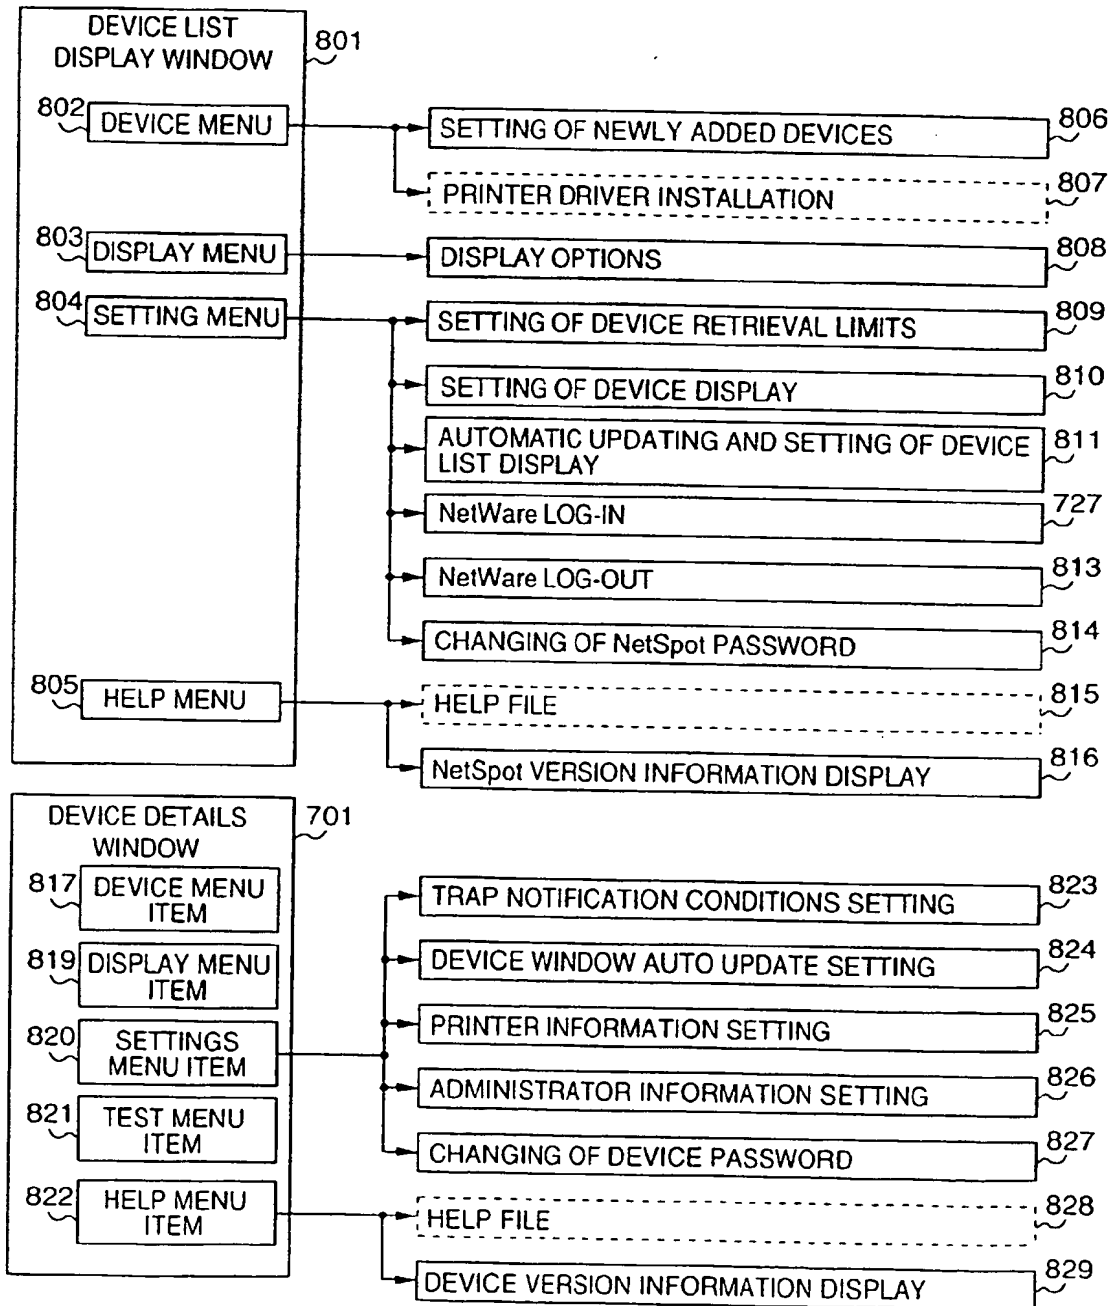 DEVICE LIST
DISPLAY WINDOW
801
802
DEVICE MENU
SETTING OF NEWLY ADDED DEVICES
806
PRINTER DRIVER INSTALLATION
807
803
DISPLAY MENU
DISPLAY OPTIONS
808
804
SETTING MENU
SETTING OF DEVICE RETRIEVAL LIMITS
809
SETTING OF DEVICE DISPLAY
810
AUTOMATIC UPDATING AND SETTING OF DEVICE
LIST DISPLAY
811
NetWare LOG-IN
727
NetWare LOG-OUT
813
CHANGING OF NetSpot PASSWORD
814
805
HELP MENU
HELP FILE
815
NetSpot VERSION INFORMATION DISPLAY
816
DEVICE DETAILS
WINDOW
701
817
DEVICE MENU
ITEM
819
DISPLAY MENU
ITEM
820
SETTINGS
MENU ITEM
TRAP NOTIFICATION CONDITIONS SETTING
823
DEVICE WINDOW AUTO UPDATE SETTING
824
PRINTER INFORMATION SETTING
825
ADMINISTRATOR INFORMATION SETTING
826
CHANGING OF DEVICE PASSWORD
827
821
TEST MENU
ITEM
822
HELP MENU
ITEM
HELP FILE
828
DEVICE VERSION INFORMATION DISPLAY
829